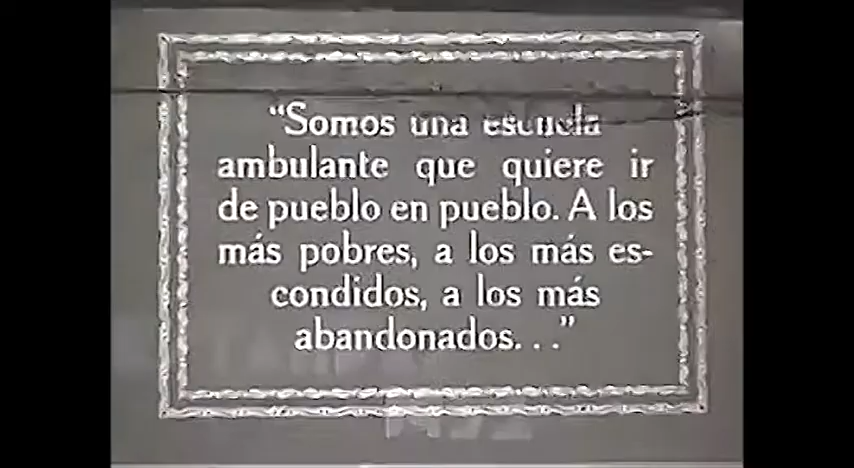 “Somos una escuela
ambulante que quiere ir
de pueblo en pueblo. A los
más pobres, a los más es-
condidos, a los más
abandonados. . .”